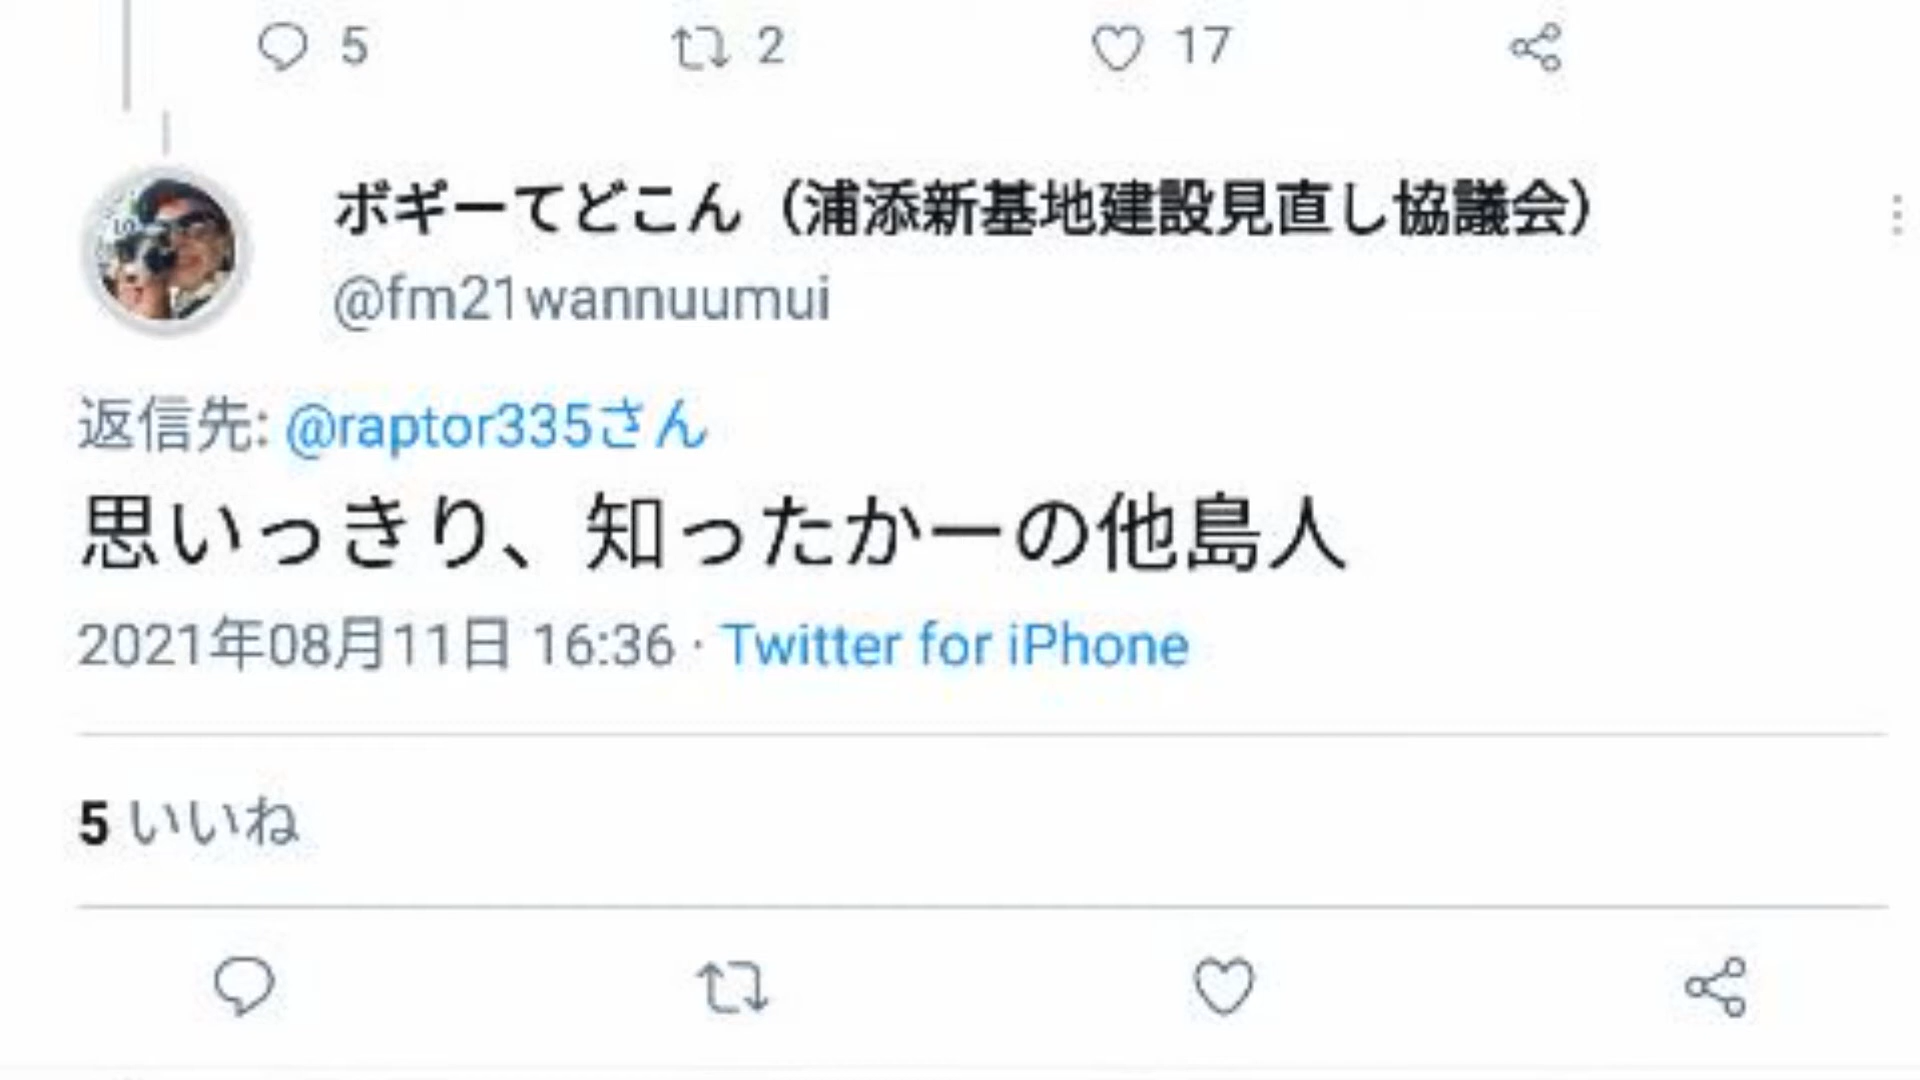 5 2 17
ボギーてどこん（浦添新基地建設見直し協議会）
@fm21wannuumui
返信先: @raptor335さん
思いっきり、知ったかーの他島人
2021年08月11日 16:36 · Twitter for iPhone
5 いいね